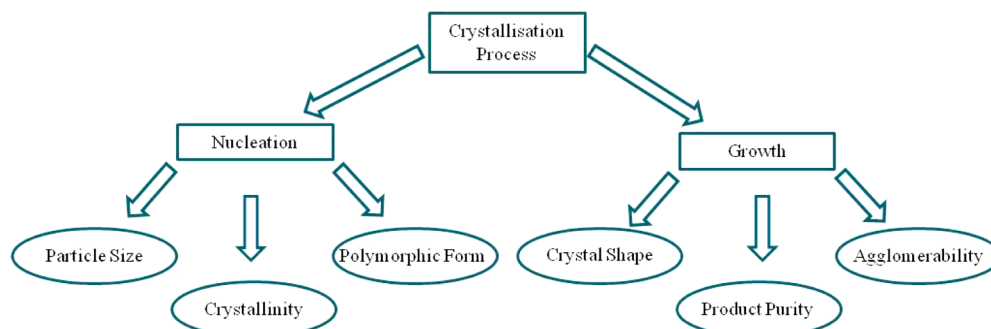 Crystallisation
Process
Nucleation
Growth
Particle Size
Polymorphic Form
Crystal Shape
Agglomerability
Crystallinity
Product Purity